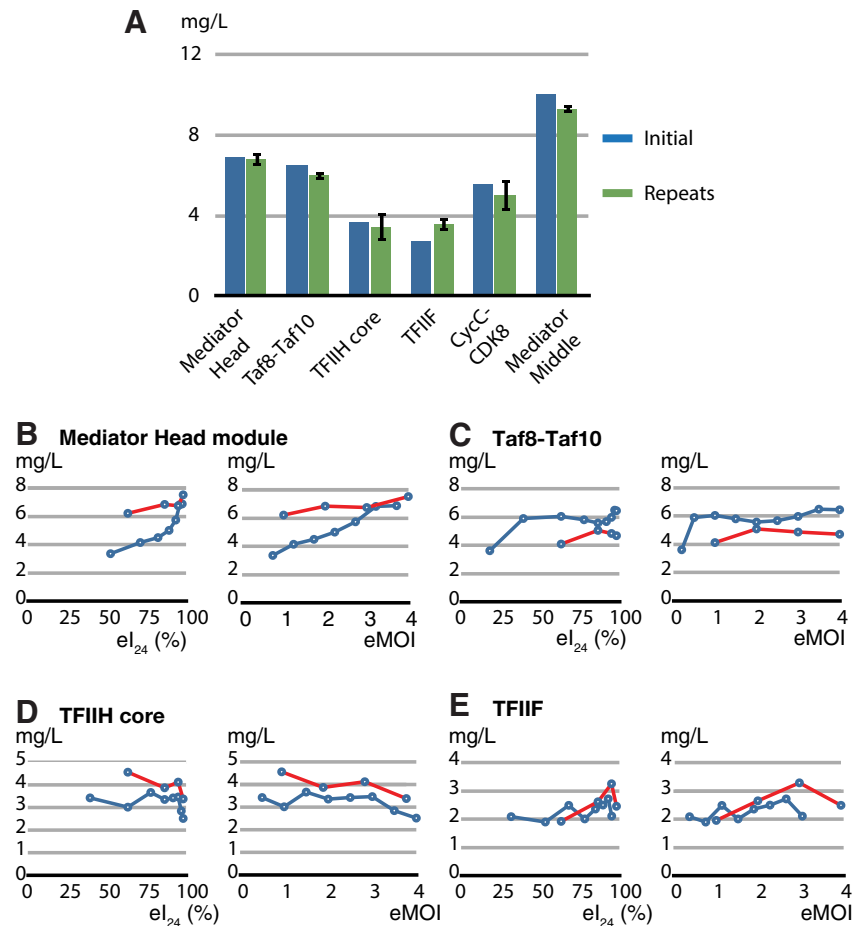 A
mg/L
12
8
4
0
Initial
Repeats
Mediator
Head
Taf8-Taf10
TFIIH core
TFIIF
CycC-
CDK8
Mediator
Middle
B Mediator Head module
mg/L
8
6
4
2
0
0 25 50 75 100
eI24 (%)
mg/L
8
6
4
2
0
1 2 3 4
eMOI
C Taf8-Taf10
mg/L
8
6
4
2
0
0 25 50 75 100
eI24 (%)
mg/L
8
6
4
2
0
0 1 2 3 4
eMOI
D TFIIH core
mg/L
5
4
3
2
1
0
0 25 50 75 100
eI24 (%)
mg/L
5
4
3
2
1
0
0 1 2 3 4
eMOI
E TFIIF
mg/L
4
3
2
1
0
0 25 50 75 100
eI24 (%)
mg/L
4
3
2
1
0
0 1 2 3 4
eMOI